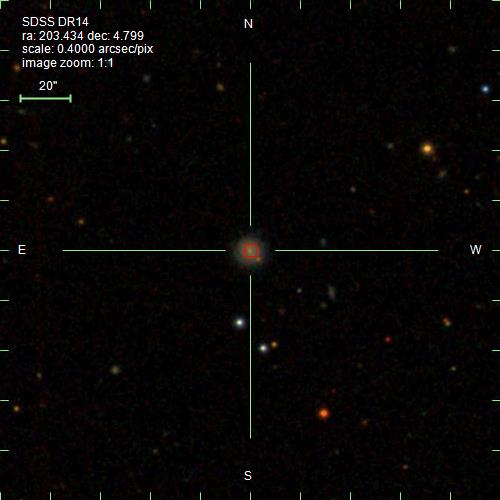 SDSS DR14
ra: 203.434 dec: 4.799
scale: 0.4000 arcsec/pix
image zoom: 1:1
20"
N
E
W
S